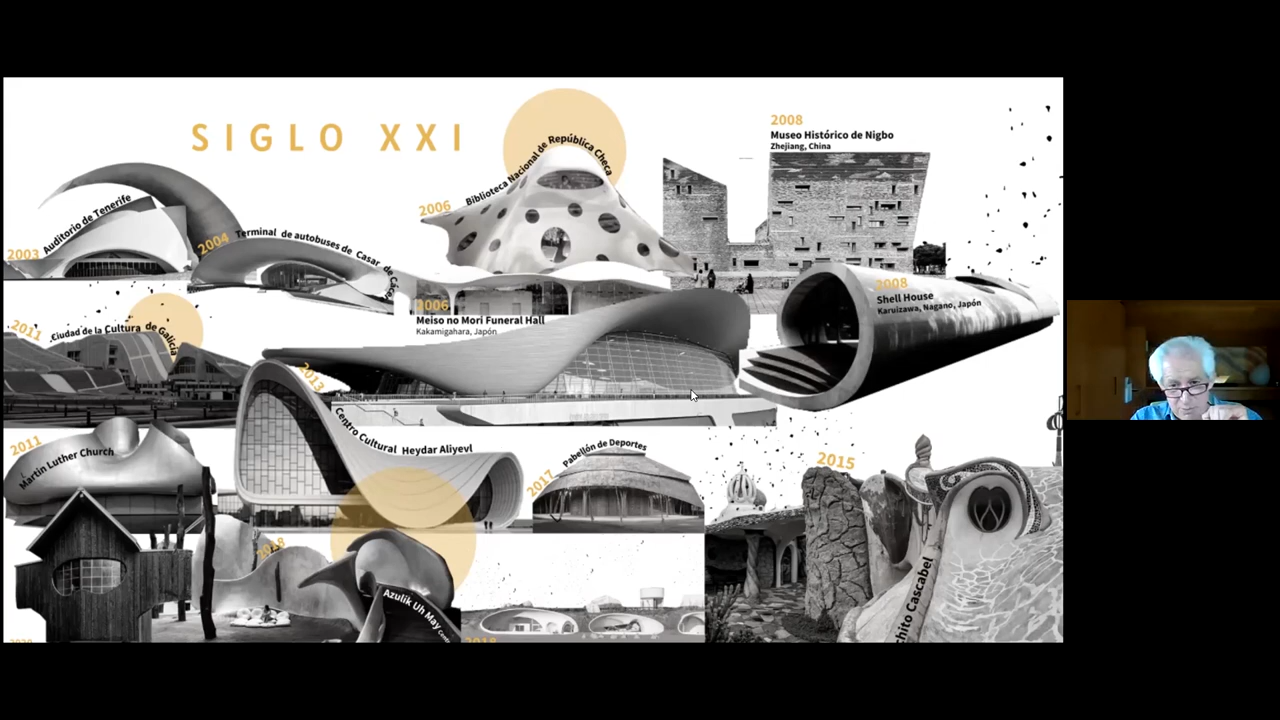 SIGLO XXI
2003
Auditorio de Tenerife
2004
Terminal de autobuses de Casar de
2006
Biblioteca Nacional de República Checa
2008
Museo Histórico de Nigbo
Zhejiang, China
2006
Meiso no Mori Funeral Hall
Kakamigahara, Japón
2008
Shell House
Karuizawa, Nagano, Japón
2011
Ciudad de la Cultura de Galicia
2013
Centro Cultural Heydar Aliyevl
2011
Martin Luther Church
2017
Pabellón de Deportes
2015
chito Cascabel
2018
Azulik Uh May
2018